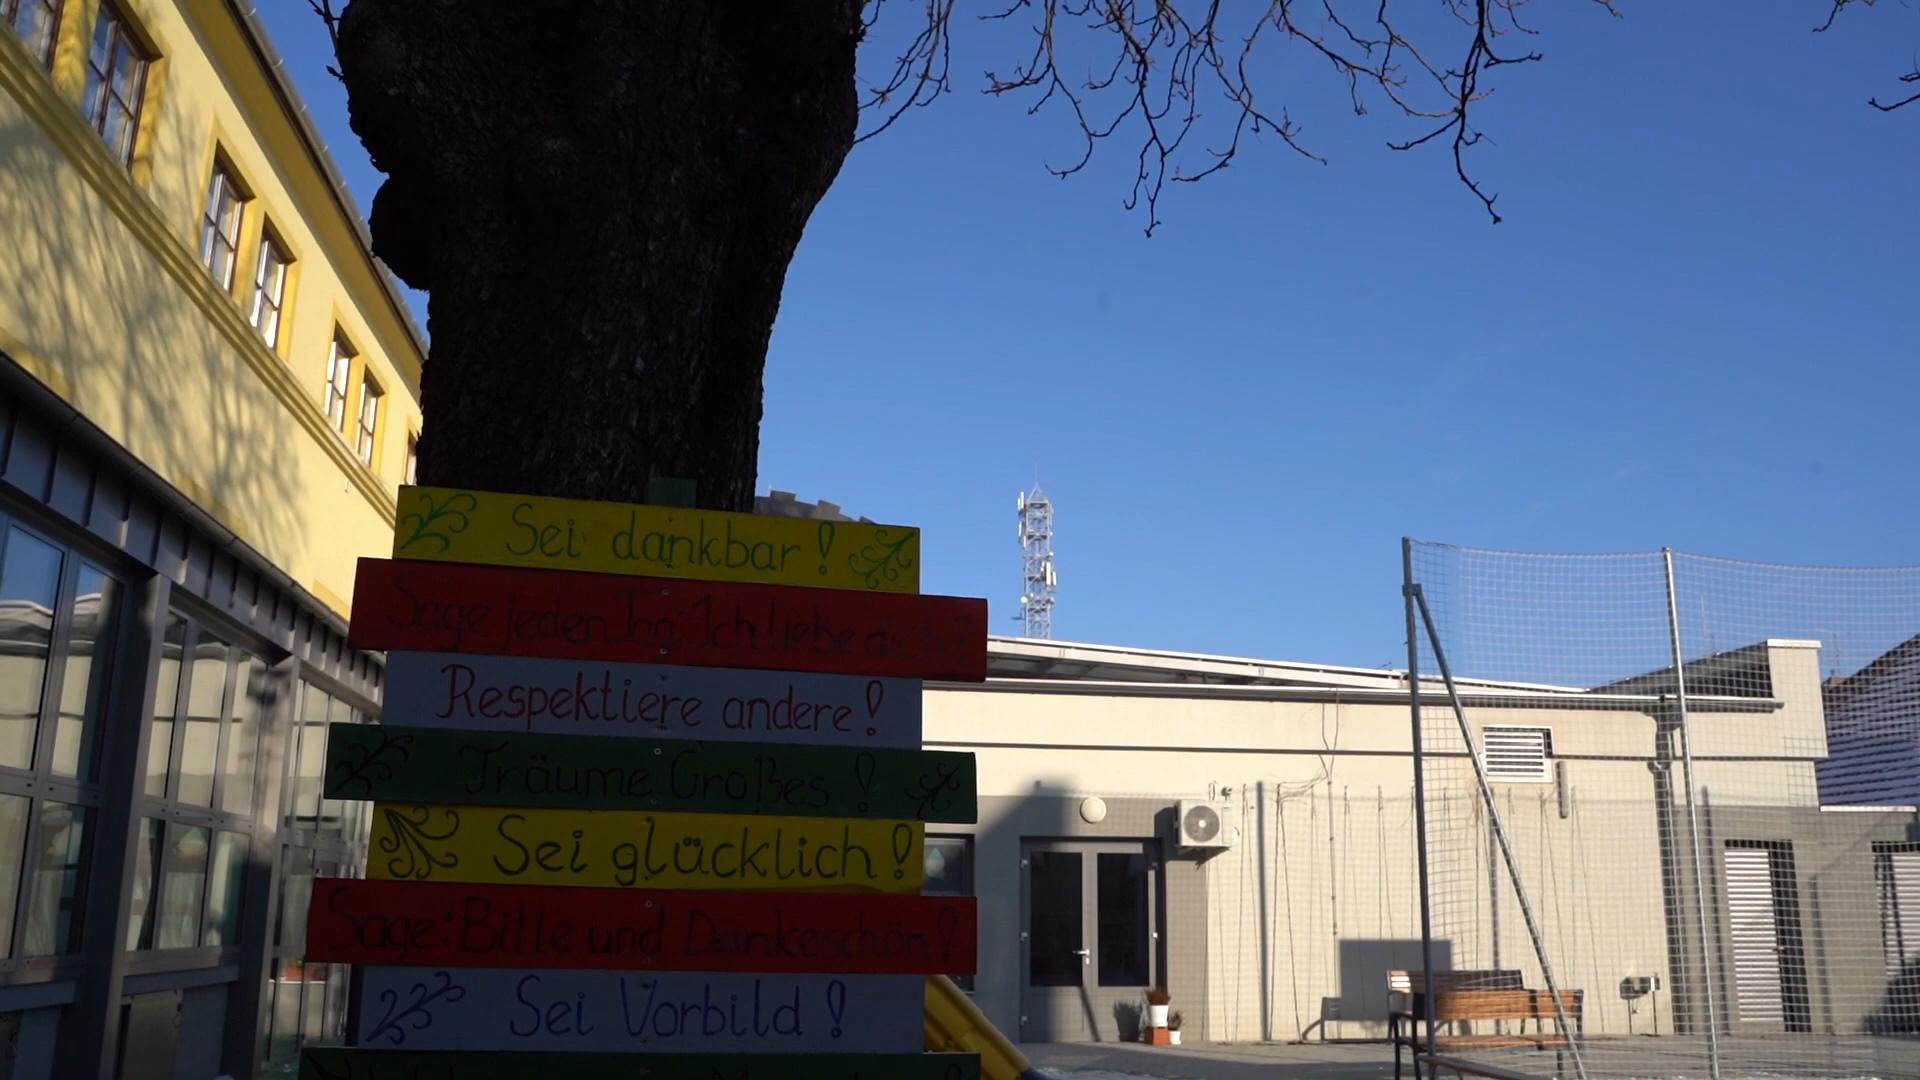 Sei dankbar!
Sage jeden Tag: Ich liebe dich!
Respektiere andere!
Träume Großes!
Sei glücklich!
Sage: Bitte und Dankeschön!
Sei Vorbild!